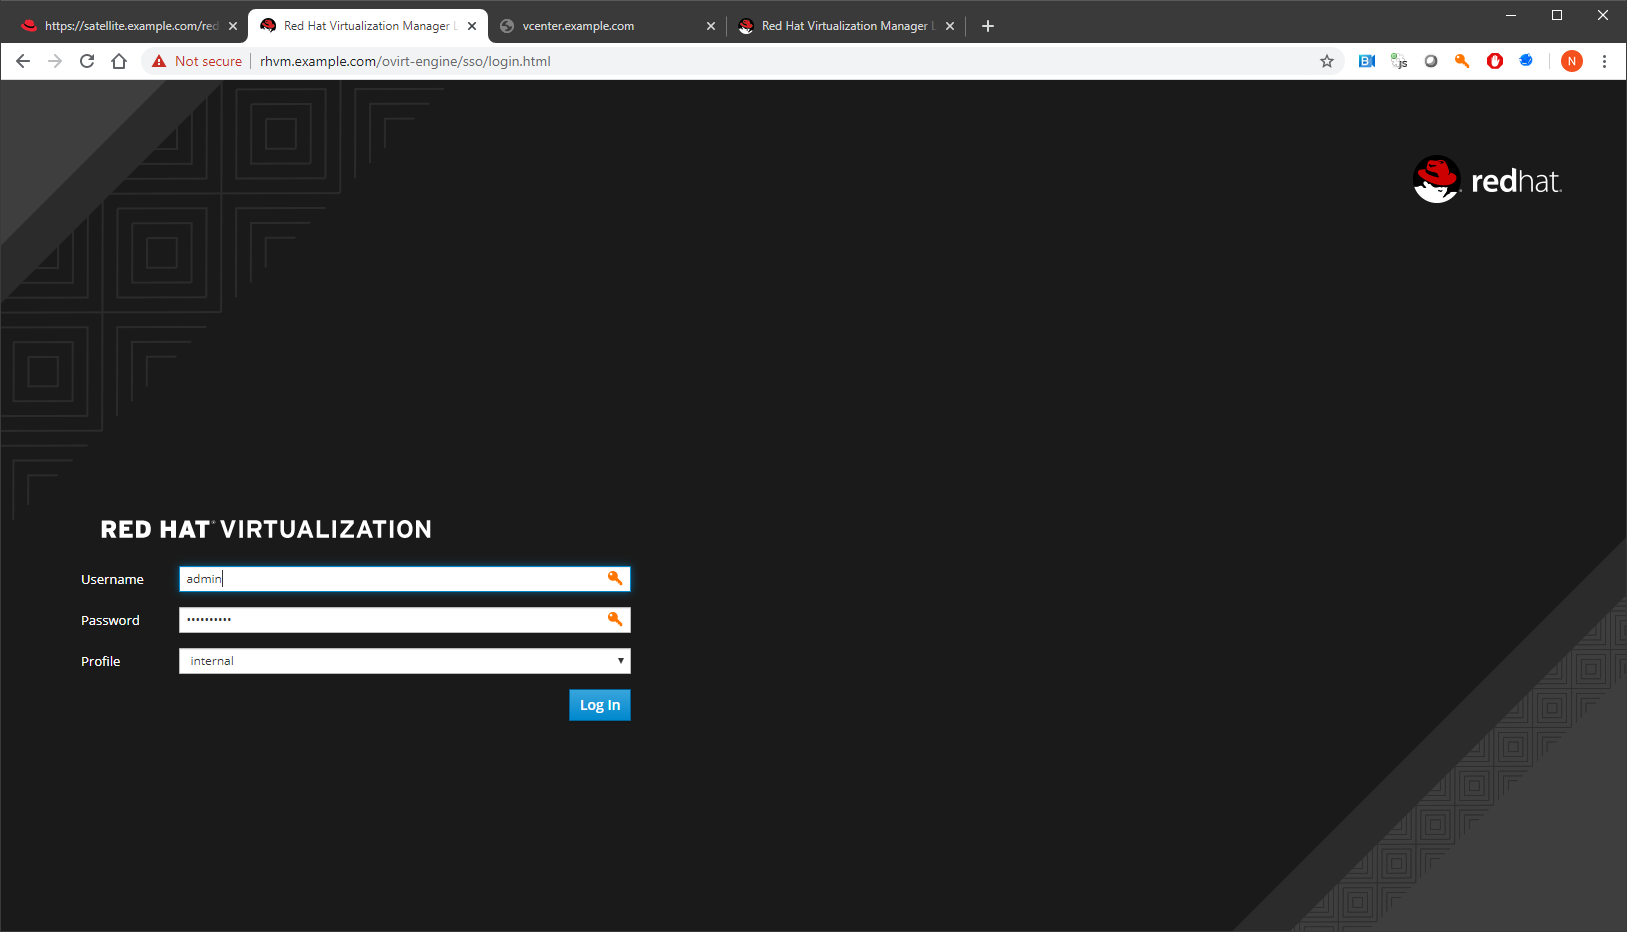 https://satellite.example.com/red
Red Hat Virtualization Manager L
vcenter.example.com
Red Hat Virtualization Manager L
Not secure
rhvm.example.com/ovirt-engine/sso/login.html
B
js
N
redhat.
RED HAT® VIRTUALIZATION
Username
admin
Password
••••••••••
Profile
internal
Log In